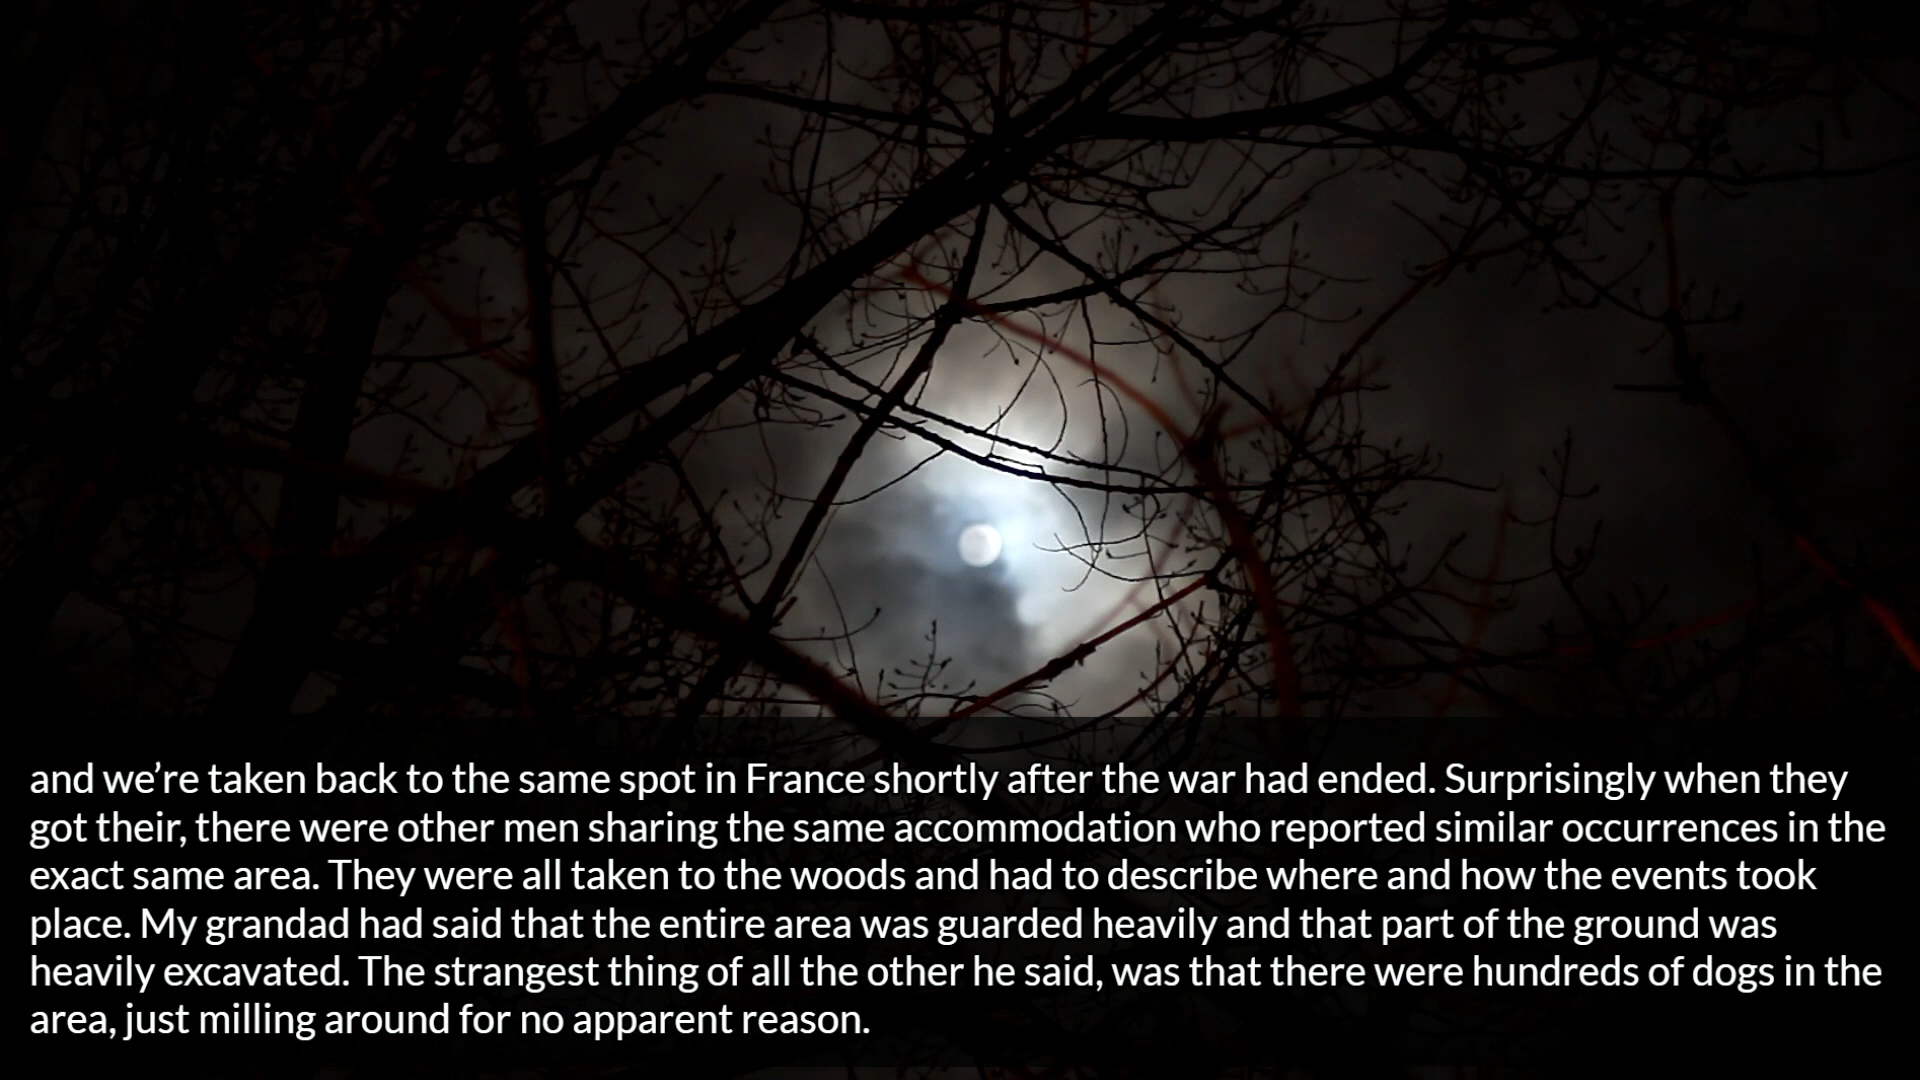 and we’re taken back to the same spot in France shortly after the war had ended. Surprisingly when they
got their, there were other men sharing the same accommodation who reported similar occurrences in the
exact same area. They were all taken to the woods and had to describe where and how the events took
place. My grandad had said that the entire area was guarded heavily and that part of the ground was
heavily excavated. The strangest thing of all the other he said, was that there were hundreds of dogs in the
area, just milling around for no apparent reason.